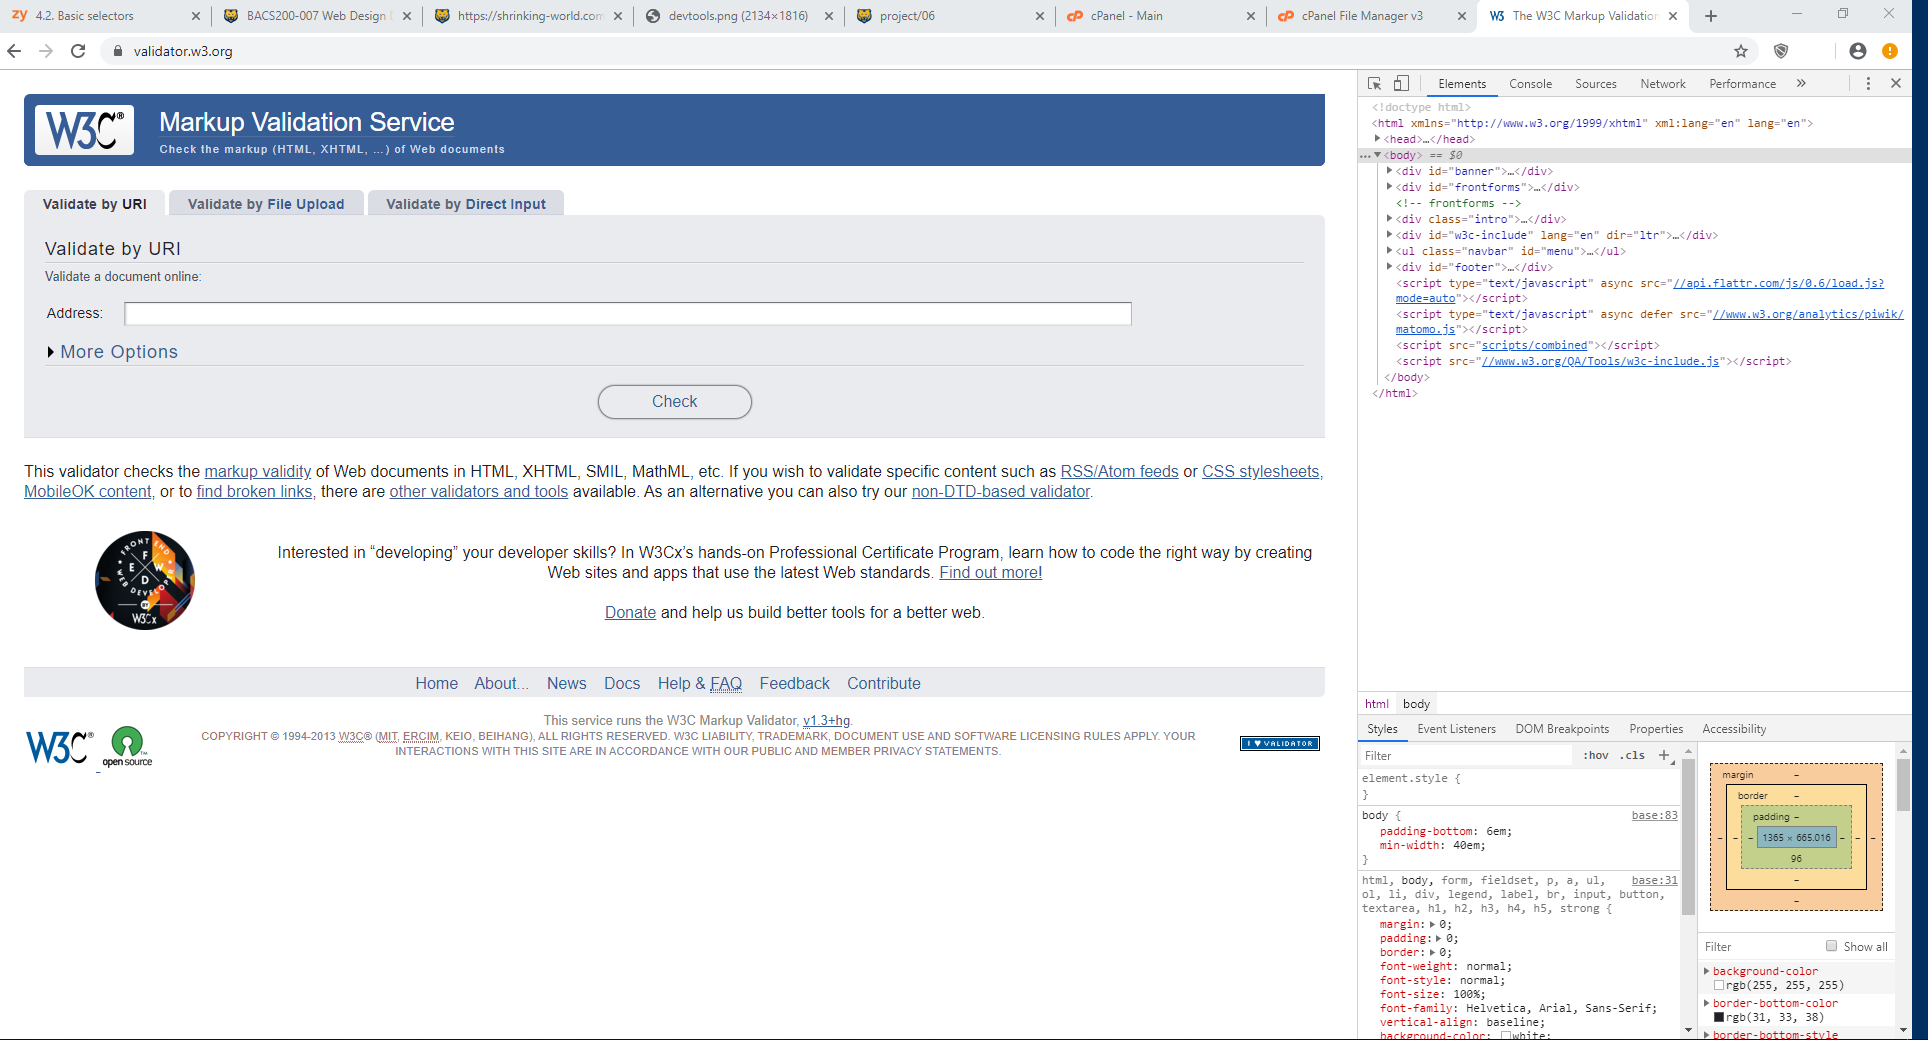 4.2. Basic selectors
BACS200-007 Web Design
https://shrinking-world.com
devtools.png (2134×1816)
project/06
cPanel - Main
cPanel File Manager v3
The W3C Markup Validation
validator.w3.org
W3C®
Markup Validation Service
Check the markup (HTML, XHTML, …) of Web documents
Validate by URI
Validate by File Upload
Validate by Direct Input
Validate by URI
Validate a document online:
Address:
More Options
Check
This validator checks the markup validity of Web documents in HTML, XHTML, SMIL, MathML, etc. If you wish to validate specific content such as RSS/Atom feeds or CSS stylesheets,
MobileOK content, or to find broken links, there are other validators and tools available. As an alternative you can also try our non-DTD-based validator.
FRONT END
F E W D
WEB DEVELOPER
BY
W3Cx
Interested in “developing” your developer skills? In W3Cx’s hands-on Professional Certificate Program, learn how to code the right way by creating
Web sites and apps that use the latest Web standards. Find out more!
Donate and help us build better tools for a better web.
Home About... News Docs Help & FAQ Feedback Contribute
W3C®
open source™
This service runs the W3C Markup Validator, v1.3+hg.
COPYRIGHT © 1994-2013 W3C® (MIT, ERCIM, KEIO, BEIHANG), ALL RIGHTS RESERVED. W3C LIABILITY, TRADEMARK, DOCUMENT USE AND SOFTWARE LICENSING RULES APPLY. YOUR
INTERACTIONS WITH THIS SITE ARE IN ACCORDANCE WITH OUR PUBLIC AND MEMBER PRIVACY STATEMENTS.
I ♥ VALIDATOR
Elements Console Sources Network Performance »
<!doctype html>
<html xmlns="http://www.w3.org/1999/xhtml" xml:lang="en" lang="en">
<head>…</head>
…<body> == $0
<div id="banner">…</div>
<div id="frontforms">…</div>
<!-- frontforms -->
<div class="intro">…</div>
<div id="w3c-include" lang="en" dir="ltr">…</div>
<ul class="navbar" id="menu">…</ul>
<div id="footer">…</div>
<script type="text/javascript" async src="//api.flattr.com/js/0.6/load.js?
mode=auto"></script>
<script type="text/javascript" async defer src="//www.w3.org/analytics/piwik/
matomo.js"></script>
<script src="scripts/combined"></script>
<script src="//www.w3.org/QA/Tools/w3c-include.js"></script>
</body>
</html>
html body
Styles Event Listeners DOM Breakpoints Properties Accessibility
Filter :hov .cls +
element.style {
}
body { base:83
padding-bottom: 6em;
min-width: 40em;
}
html, body, form, fieldset, p, a, ul, base:31
ol, li, div, legend, label, br, input, button,
textarea, h1, h2, h3, h4, h5, strong {
margin: 0;
padding: 0;
border: 0;
font-weight: normal;
font-style: normal;
font-size: 100%;
font-family: Helvetica, Arial, Sans-Serif;
vertical-align: baseline;
background-color: white;
margin –
border –
padding –
– – – 1365 × 665.016 – – –
96
–
–
Filter Show all
background-color
rgb(255, 255, 255)
border-bottom-color
rgb(31, 33, 38)
border-bottom-style